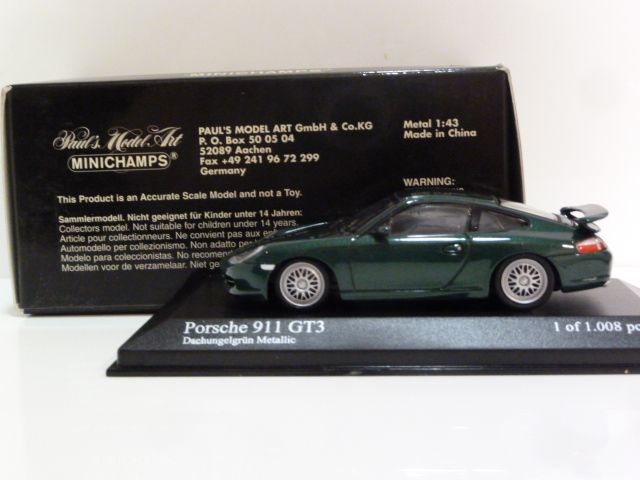 MINICHAMPS
Paul's Model Art
MINICHAMPS®
PAUL'S MODEL ART GmbH & Co.KG
P. O. Box 50 05 04
52089 Aachen
Fax +49 241 96 72 299
Germany
Metal 1:43
Made in China
This Product is an Accurate Scale Model and not a Toy.
WARNING:
Sammlermodell. Nicht geeignet für Kinder unter 14 Jahren:
Collectors model. Not suitable for children under 14 years.
Article pour collectionneurs. Ne convient pas aux
Automodello per collezionismo. Non adatto per
Modelo para coleccionistas. No
Modellen voor de verzamelaar. Niet
Porsche 911 GT3
Dschungelgrün Metallic
1 of 1.008